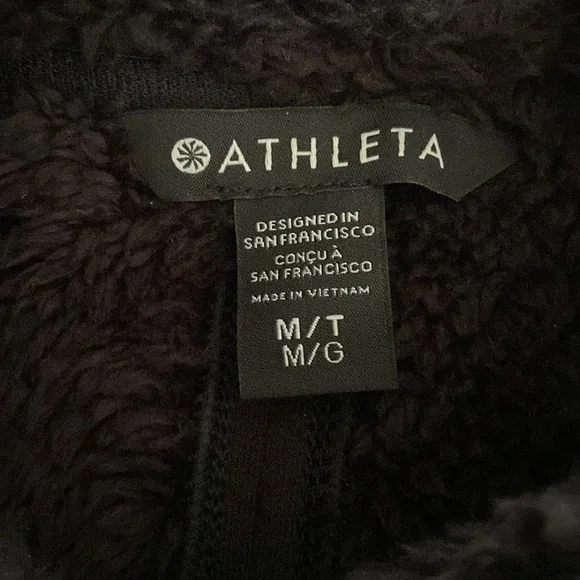 ATHLETA
DESIGNED IN
SAN FRANCISCO
CONÇU À
SAN FRANCISCO
MADE IN VIETNAM
M/T
M/G